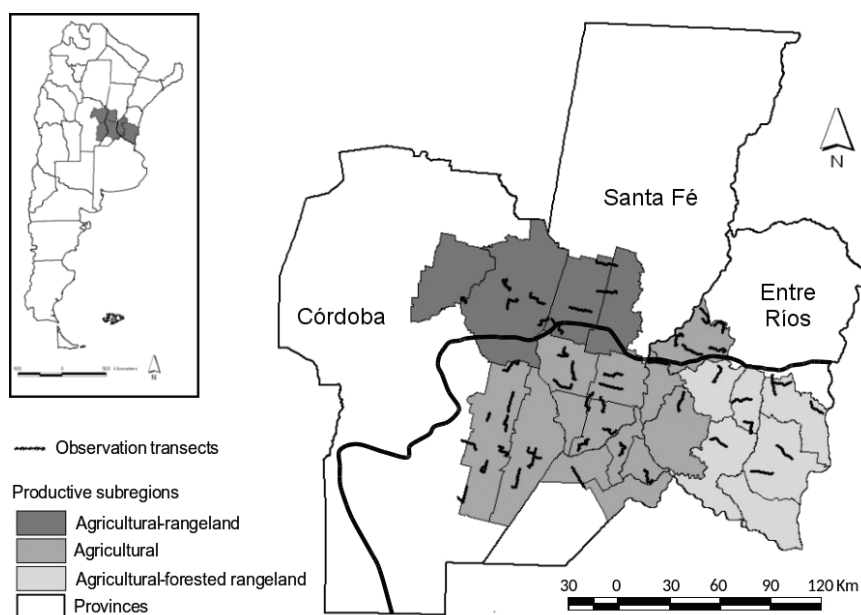 N
Santa Fé
Entre
Ríos
Córdoba
Kilometers
N
Observation transects
Productive subregions
Agricultural-rangeland
Agricultural
Agricultural-forested rangeland
Provinces
30 0 30 60 90 120 Km